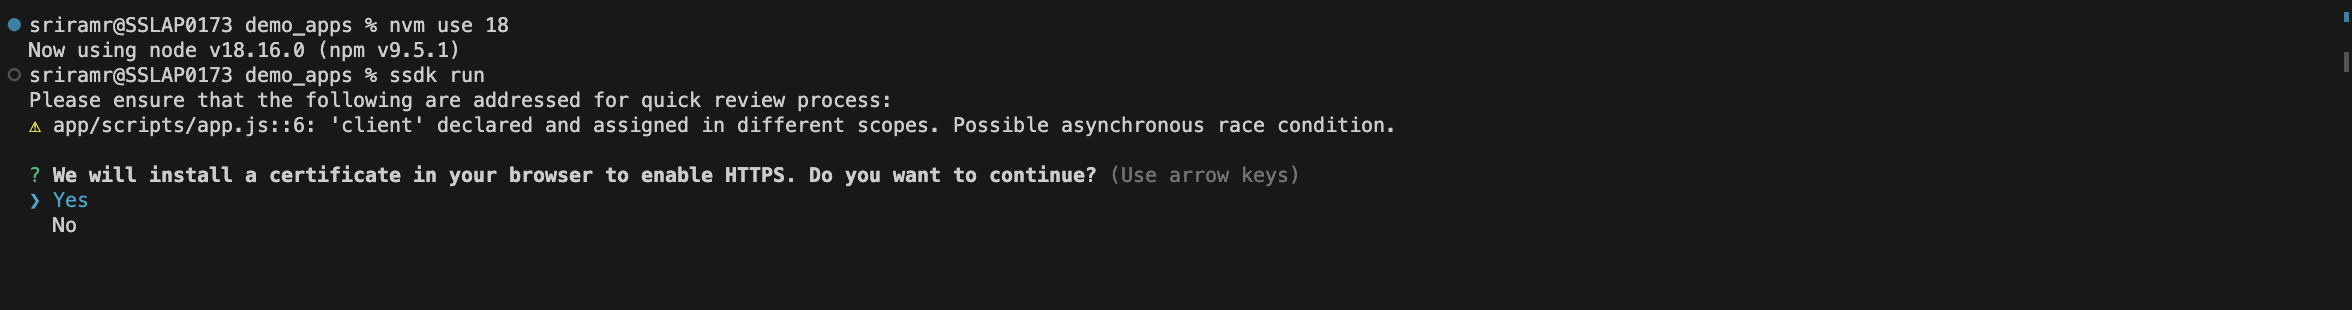 sriramr@SSLAP0173 demo_apps % nvm use 18
Now using node v18.16.0 (npm v9.5.1)
sriramr@SSLAP0173 demo_apps % ssdk run
Please ensure that the following are addressed for quick review process:
⚠ app/scripts/app.js::6: 'client' declared and assigned in different scopes. Possible asynchronous race condition.
? We will install a certificate in your browser to enable HTTPS. Do you want to continue? (Use arrow keys)
❯ Yes
No